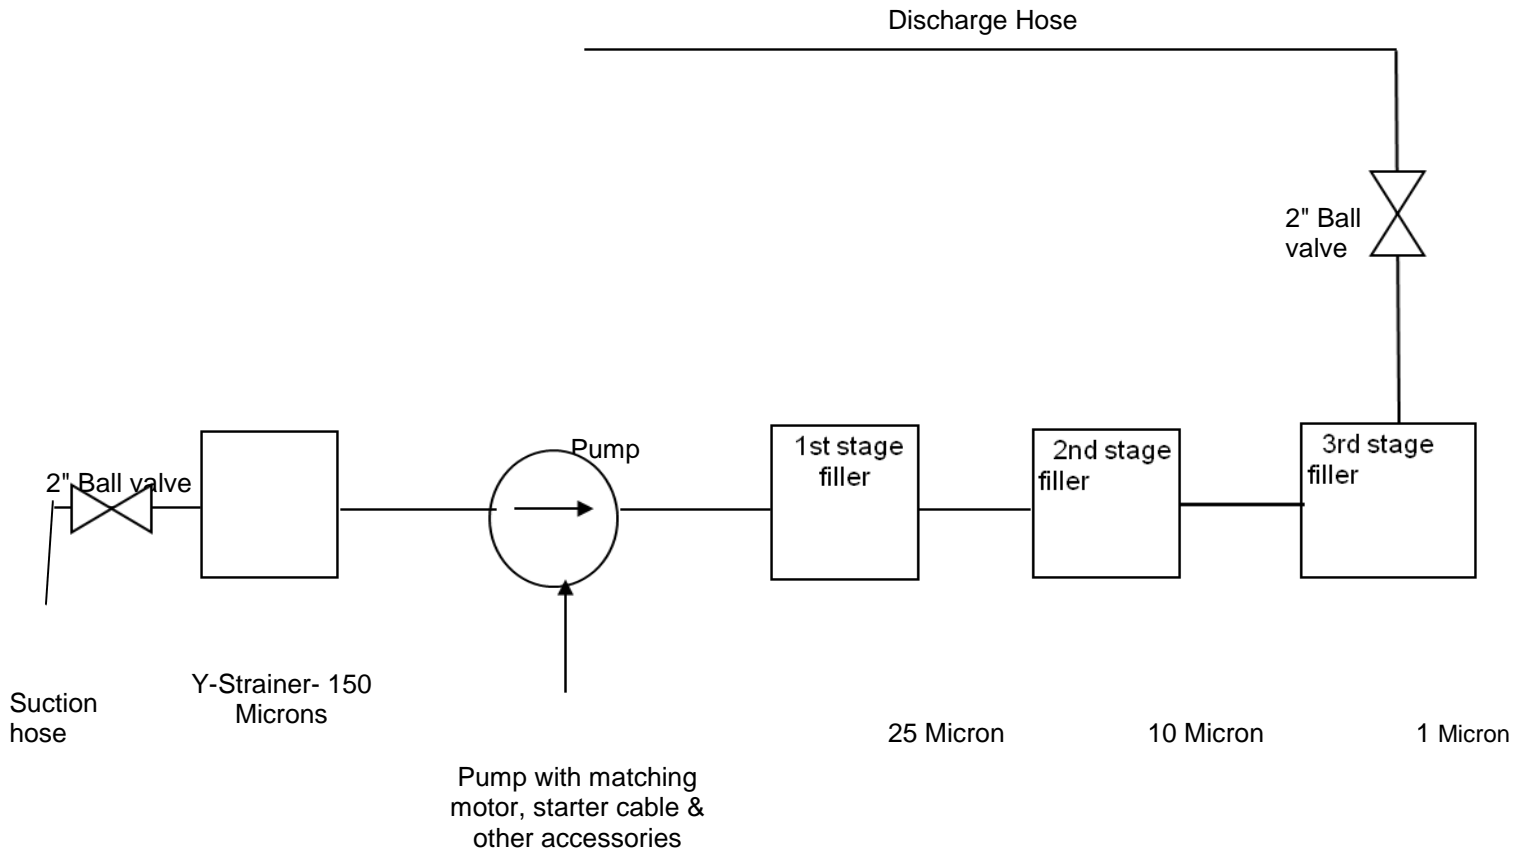 Discharge Hose
2" Ball
valve
Pump
1st stage
filler
2nd stage
filler
3rd stage
filler
2" Ball valve
Suction
hose
Y-Strainer- 150
Microns
25 Micron
10 Micron
1 Micron
Pump with matching
motor, starter cable &
other accessories